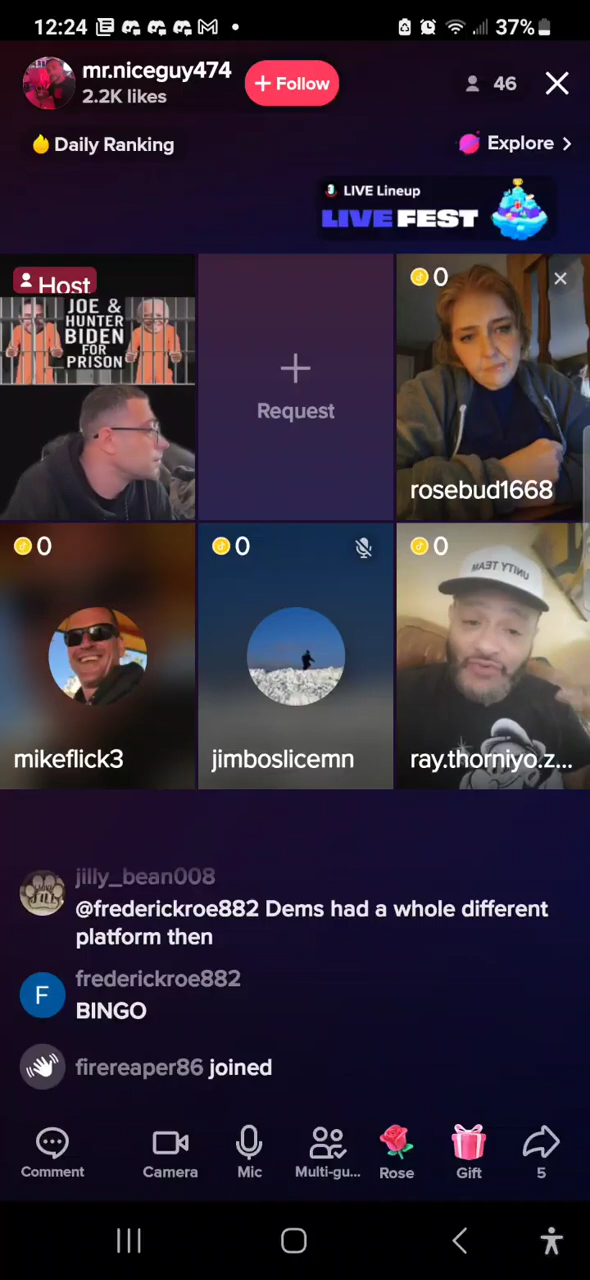 12:24
37%
mr.niceguy474
2.2K likes
+ Follow
46
Daily Ranking
Explore >
LIVE Lineup
LIVE FEST
Host
JOE &
HUNTER
BIDEN
FOR
PRISON
Request
0
rosebud1668
UNITY TEAM
0
mikeflick3
0
jimboslicemn
0
ray.thorniyo.z...
jilly_bean008
@frederickroe882 Dems had a whole different
platform then
F
frederickroe882
BINGO
firereaper86 joined
Comment
Camera
Mic
Multi-gu...
Rose
Gift
5